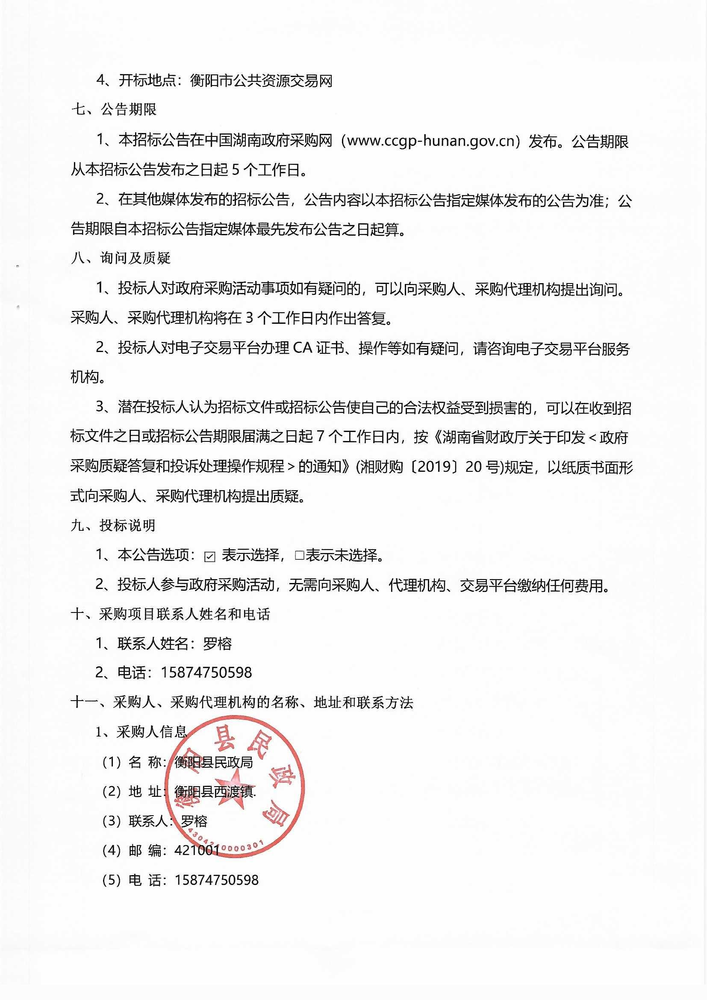 4、开标地点：衡阳市公共资源交易网
七、公告期限
1、本招标公告在中国湖南政府采购网（www.ccgp-hunan.gov.cn）发布。公告期限
从本招标公告发布之日起 5 个工作日。
2、在其他媒体发布的招标公告，公告内容以本招标公告指定媒体发布的公告为准；公
告期限自本招标公告指定媒体最先发布公告之日起算。
八、询问及质疑
1、投标人对政府采购活动事项如有疑问的，可以向采购人、采购代理机构提出询问。
采购人、采购代理机构将在 3 个工作日内作出答复。
2、投标人对电子交易平台办理 CA 证书、操作等如有疑问，请咨询电子交易平台服务
机构。
3、潜在投标人认为招标文件或招标公告使自己的合法权益受到损害的，可以在收到招
标文件之日或招标公告期限届满之日起 7 个工作日内，按《湖南省财政厅关于印发＜政府
采购质疑答复和投诉处理操作规程＞的通知》(湘财购〔2019〕20 号)规定，以纸质书面形
式向采购人、采购代理机构提出质疑。
九、投标说明
1、本公告选项：☑ 表示选择，□表示未选择。
2、投标人参与政府采购活动，无需向采购人、代理机构、交易平台缴纳任何费用。
十、采购项目联系人姓名和电话
1、联系人姓名：罗榕
2、电话：15874750598
十一、采购人、采购代理机构的名称、地址和联系方法
1、采购人信息
（1）名 称：衡阳县民政局
（2）地 址：衡阳县西渡镇.
（3）联系人：罗榕
（4）邮 编：421001
（5）电 话：15874750598
衡阳县民政局
4304210000301